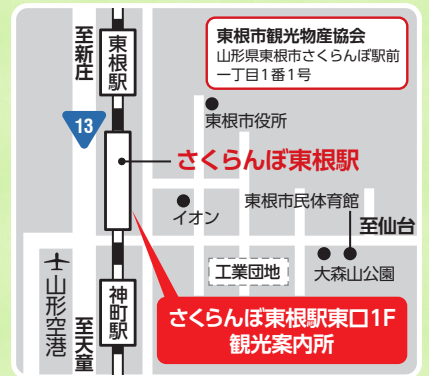 至新庄
東根駅
東根市観光物産協会
山形県東根市さくらんぼ駅前
一丁目1番1号
13
東根市役所
さくらんぼ東根駅
イオン
東根市民体育館
至仙台
工業団地
大森山公園
山形空港
神町駅
至天童
さくらんぼ東根駅東口1F
観光案内所